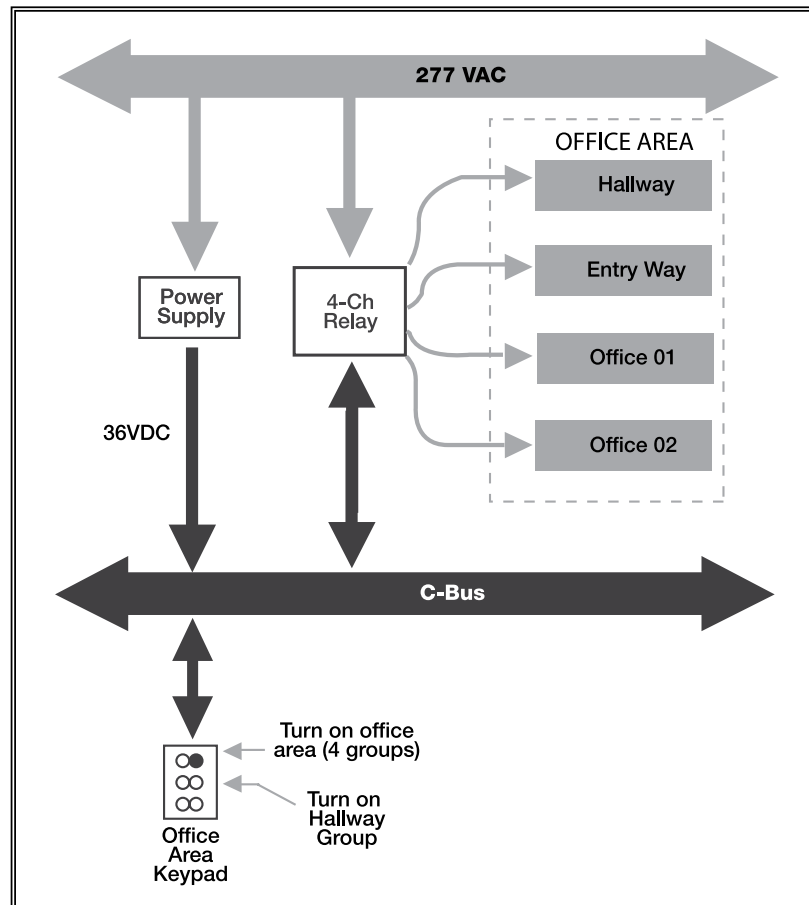 277 VAC
OFFICE AREA
Hallway
Entry Way
Office 01
Office 02
Power
Supply
4-Ch
Relay
36VDC
C-Bus
Turn on office
area (4 groups)
Turn on
Hallway
Group
Office
Area
Keypad